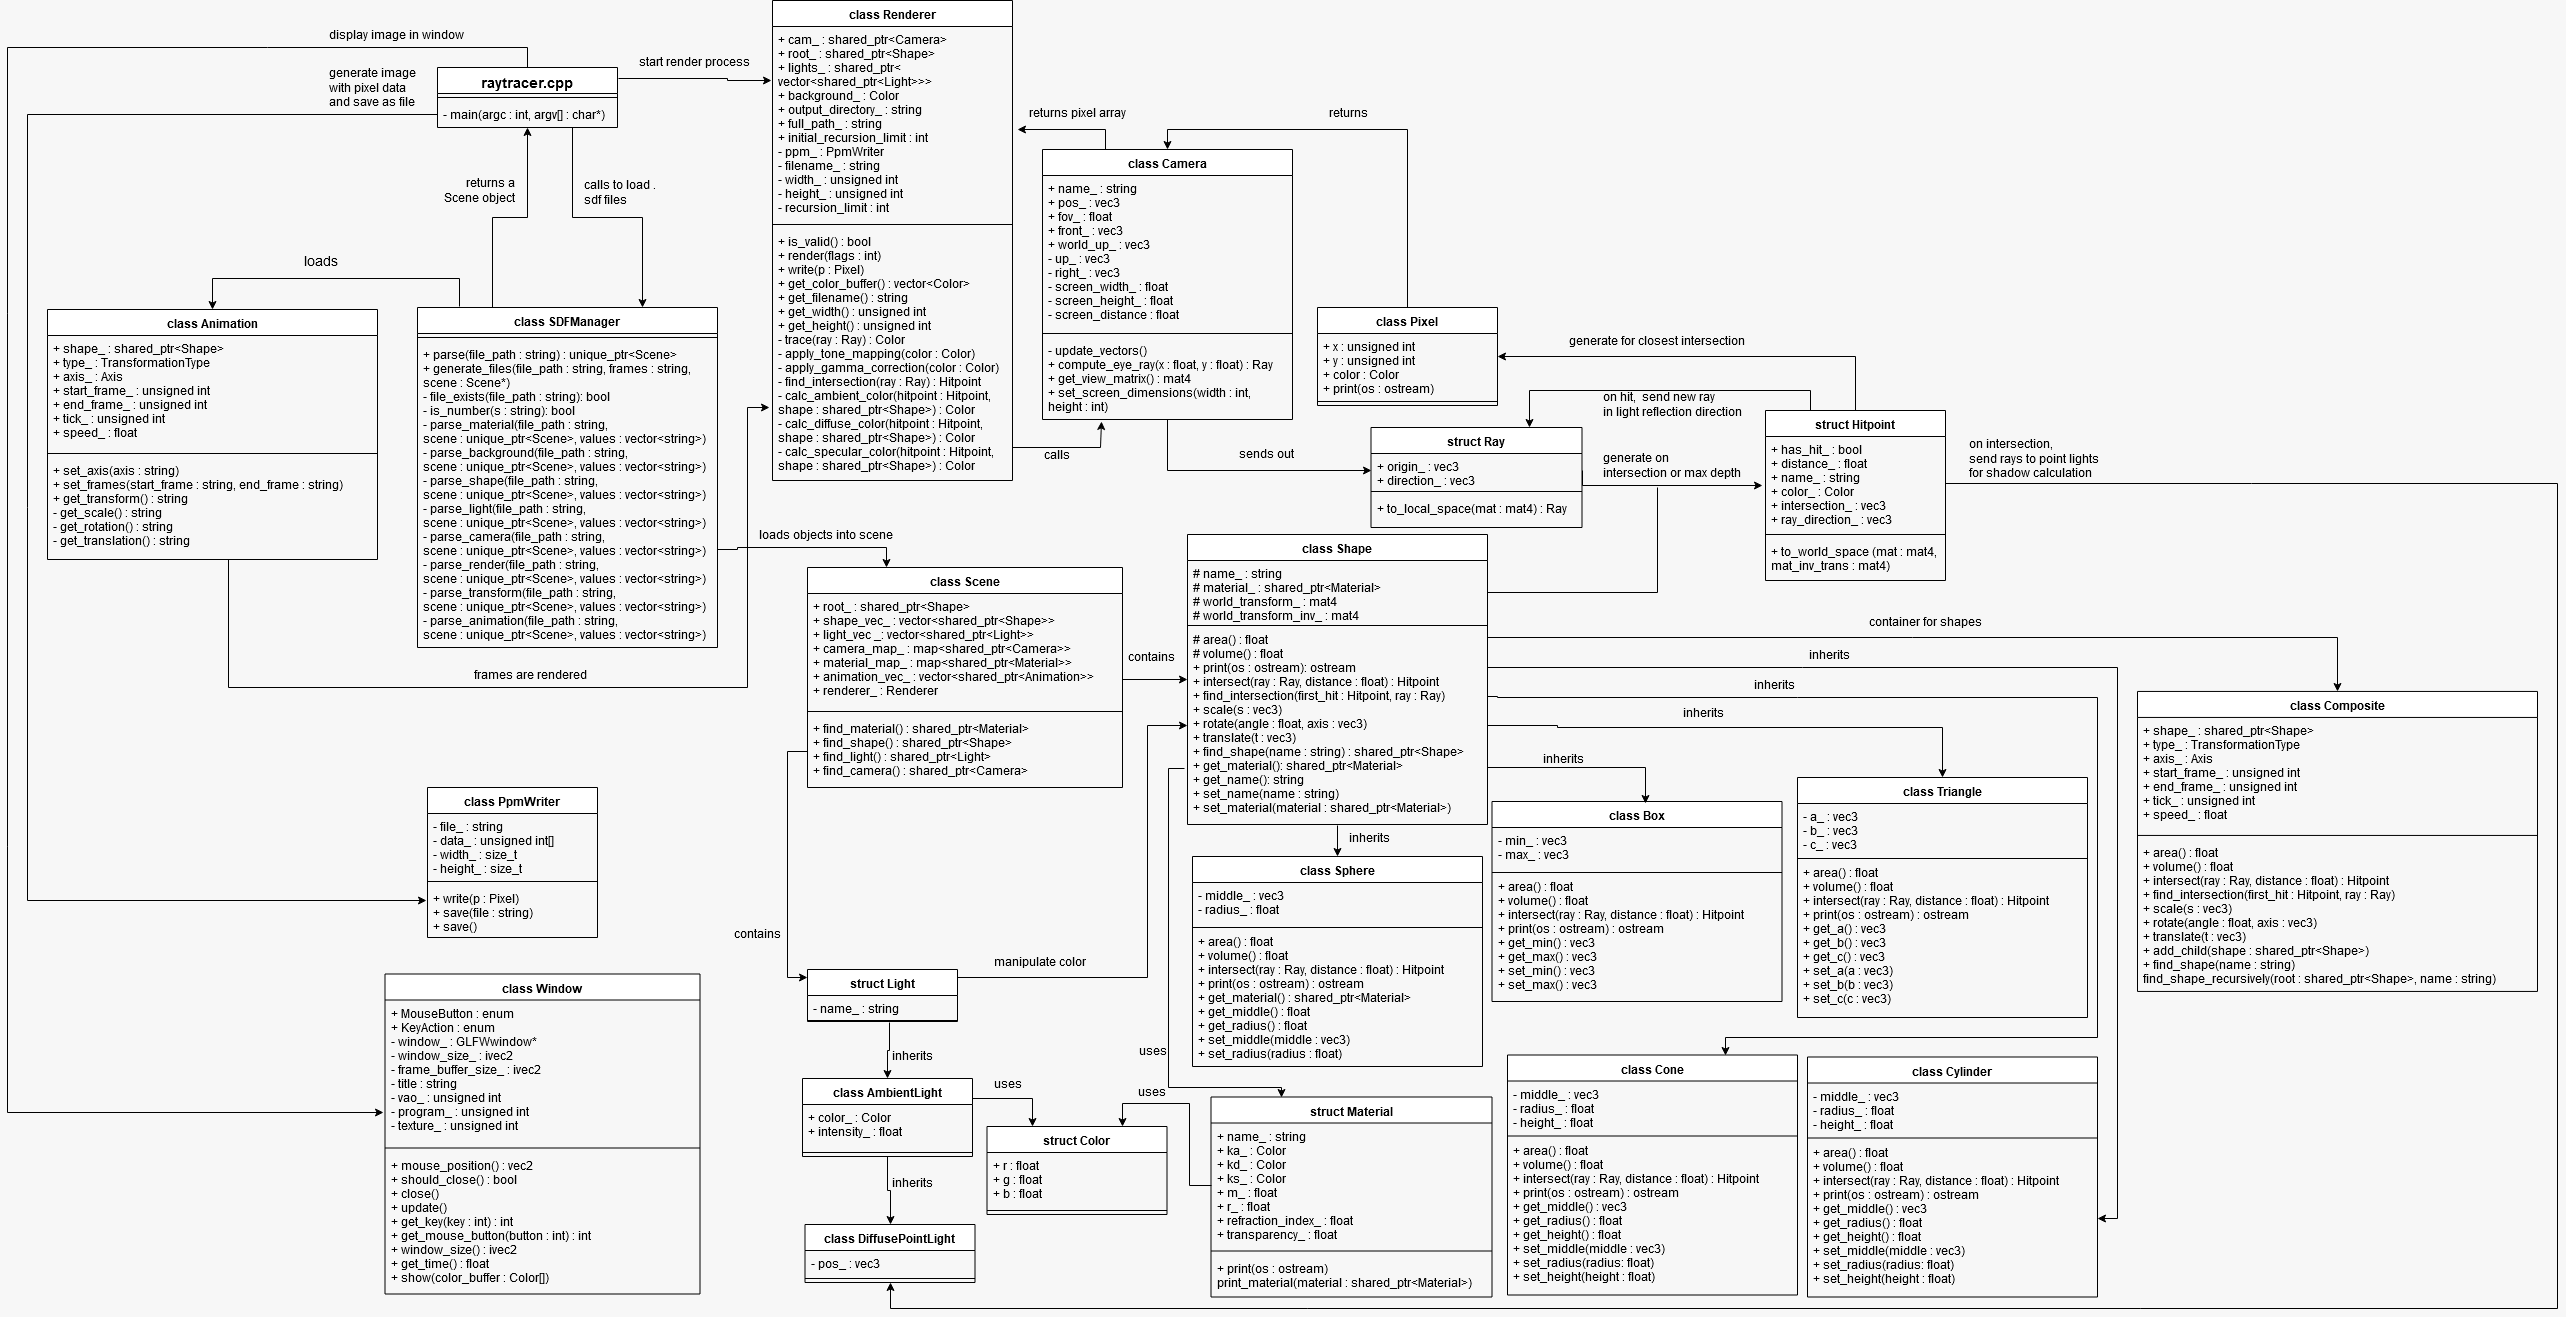 display image in window
generate image
with pixel data
and save as file
raytracer.cpp
- main(argc : int, argv[] : char*)
start render process
returns a
Scene object
calls to load .
sdf files
loads
class Renderer
+ cam_ : shared_ptr<Camera>
+ root_ : shared_ptr<Shape>
+ lights_ : shared_ptr<
vector<shared_ptr<Light>>>
+ background_ : Color
+ output_directory_ : string
+ full_path_ : string
+ initial_recursion_limit : int
- ppm_ : PpmWriter
- filename_ : string
- width_ : unsigned int
- height_ : unsigned int
- recursion_limit : int
+ is_valid() : bool
+ render(flags : int)
+ write(p : Pixel)
+ get_color_buffer() : vector<Color>
+ get_filename() : string
+ get_width() : unsigned int
+ get_height() : unsigned int
- trace(ray : Ray) : Color
- apply_tone_mapping(color : Color)
- apply_gamma_correction(color : Color)
- find_intersection(ray : Ray) : Hitpoint
- calc_ambient_color(hitpoint : Hitpoint,
shape : shared_ptr<Shape>) : Color
- calc_diffuse_color(hitpoint : Hitpoint,
shape : shared_ptr<Shape>) : Color
- calc_specular_color(hitpoint : Hitpoint,
shape : shared_ptr<Shape>) : Color
returns pixel array
returns
class Camera
+ name_ : string
+ pos_ : vec3
+ fov_ : float
+ front_ : vec3
+ world_up_ : vec3
- up_ : vec3
- right_ : vec3
- screen_width_ : float
- screen_height_ : float
- screen_distance : float
- update_vectors()
+ compute_eye_ray(x : float, y : float) : Ray
+ get_view_matrix() : mat4
+ set_screen_dimensions(width : int,
height : int)
calls
sends out
class Pixel
+ x : unsigned int
+ y : unsigned int
+ color : Color
+ print(os : ostream)
generate for closest intersection
on hit,  send new ray
in light reflection direction
struct Ray
+ origin_ : vec3
+ direction_ : vec3
+ to_local_space(mat : mat4) : Ray
generate on
intersection or max depth
struct Hitpoint
+ has_hit_ : bool
+ distance_ : float
+ name_ : string
+ color_ : Color
+ intersection_ : vec3
+ ray_direction_ : vec3
+ to_world_space (mat : mat4,
mat_inv_trans : mat4)
on intersection,
send rays to point lights
for shadow calculation
class Animation
+ shape_ : shared_ptr<Shape>
+ type_ : TransformationType
+ axis_ : Axis
+ start_frame_ : unsigned int
+ end_frame_ : unsigned int
+ tick_ : unsigned int
+ speed_ : float
+ set_axis(axis : string)
+ set_frames(start_frame : string, end_frame : string)
+ get_transform() : string
- get_scale() : string
- get_rotation() : string
- get_translation() : string
class SDFManager
+ parse(file_path : string) : unique_ptr<Scene>
+ generate_files(file_path : string, frames : string,
scene : Scene*)
- file_exists(file_path : string): bool
- is_number(s : string): bool
- parse_material(file_path : string,
scene : unique_ptr<Scene>, values : vector<string>)
- parse_background(file_path : string,
scene : unique_ptr<Scene>, values : vector<string>)
- parse_shape(file_path : string,
scene : unique_ptr<Scene>, values : vector<string>)
- parse_light(file_path : string,
scene : unique_ptr<Scene>, values : vector<string>)
- parse_camera(file_path : string,
scene : unique_ptr<Scene>, values : vector<string>)
- parse_render(file_path : string,
scene : unique_ptr<Scene>, values : vector<string>)
- parse_transform(file_path : string,
scene : unique_ptr<Scene>, values : vector<string>)
- parse_animation(file_path : string,
scene : unique_ptr<Scene>, values : vector<string>)
frames are rendered
loads objects into scene
class Scene
+ root_ : shared_ptr<Shape>
+ shape_vec_ : vector<shared_ptr<Shape>>
+ light_vec _ : vector<shared_ptr<Light>>
+ camera_map_ : map<shared_ptr<Camera>>
+ material_map_ : map<shared_ptr<Material>>
+ animation_vec_ : vector<shared_ptr<Animation>>
+ renderer_ : Renderer
+ find_material() : shared_ptr<Material>
+ find_shape() : shared_ptr<Shape>
+ find_light() : shared_ptr<Light>
+ find_camera() : shared_ptr<Camera>
contains
contains
class Shape
# name_ : string
# material_ : shared_ptr<Material>
# world_transform_ : mat4
# world_transform_inv_ : mat4
# area() : float
# volume() : float
+ print(os : ostream): ostream
+ intersect(ray : Ray, distance : float) : Hitpoint
+ find_intersection(first_hit : Hitpoint, ray : Ray)
+ scale(s : vec3)
+ rotate(angle : float, axis : vec3)
+ translate(t : vec3)
+ find_shape(name : string) : shared_ptr<Shape>
+ get_material(): shared_ptr<Material>
+ get_name(): string
+ set_name(name : string)
+ set_material(material : shared_ptr<Material>)
container for shapes
inherits
inherits
inherits
inherits
inherits
class Composite
+ shape_ : shared_ptr<Shape>
+ type_ : TransformationType
+ axis_ : Axis
+ start_frame_ : unsigned int
+ end_frame_ : unsigned int
+ tick_ : unsigned int
+ speed_ : float
+ area() : float
+ volume() : float
+ intersect(ray : Ray, distance : float) : Hitpoint
+ find_intersection(first_hit : Hitpoint, ray : Ray)
+ scale(s : vec3)
+ rotate(angle : float, axis : vec3)
+ translate(t : vec3)
+ add_child(shape : shared_ptr<Shape>)
+ find_shape(name : string)
find_shape_recursively(root : shared_ptr<Shape>, name : string)
class Triangle
- a_ : vec3
- b_ : vec3
- c_ : vec3
+ area() : float
+ volume() : float
+ intersect(ray : Ray, distance : float) : Hitpoint
+ print(os : ostream) : ostream
+ get_a() : vec3
+ get_b() : vec3
+ get_c() : vec3
+ set_a(a : vec3)
+ set_b(b : vec3)
+ set_c(c : vec3)
class Box
- min_ : vec3
- max_ : vec3
+ area() : float
+ volume() : float
+ intersect(ray : Ray, distance : float) : Hitpoint
+ print(os : ostream) : ostream
+ get_min() : vec3
+ get_max() : vec3
+ set_min() : vec3
+ set_max() : vec3
class Sphere
- middle_ : vec3
- radius_ : float
+ area() : float
+ volume() : float
+ intersect(ray : Ray, distance : float) : Hitpoint
+ print(os : ostream) : ostream
+ get_material() : shared_ptr<Material>
+ get_middle() : float
+ get_radius() : float
+ set_middle(middle : vec3)
+ set_radius(radius : float)
class PpmWriter
- file_ : string
- data_ : unsigned int[]
- width_ : size_t
- height_ : size_t
+ write(p : Pixel)
+ save(file : string)
+ save()
class Window
+ MouseButton : enum
+ KeyAction : enum
- window_ : GLFWwindow*
- window_size_ : ivec2
- frame_buffer_size_ : ivec2
- title : string
- vao_ : unsigned int
- program_ : unsigned int
- texture_ : unsigned int
+ mouse_position() : vec2
+ should_close() : bool
+ close()
+ update()
+ get_key(key : int) : int
+ get_mouse_button(button : int) : int
+ window_size() : ivec2
+ get_time() : float
+ show(color_buffer : Color[])
struct Light
- name_ : string
manipulate color
inherits
class AmbientLight
+ color_ : Color
+ intensity_ : float
uses
inherits
class DiffusePointLight
- pos_ : vec3
struct Color
+ r : float
+ g : float
+ b : float
uses
uses
struct Material
+ name_ : string
+ ka_ : Color
+ kd_ : Color
+ ks_ : Color
+ m_ : float
+ r_ : float
+ refraction_index_ : float
+ transparency_ : float
+ print(os : ostream)
print_material(material : shared_ptr<Material>)
class Cone
- middle_ : vec3
- radius_ : float
- height_ : float
+ area() : float
+ volume() : float
+ intersect(ray : Ray, distance : float) : Hitpoint
+ print(os : ostream) : ostream
+ get_middle() : vec3
+ get_radius() : float
+ get_height() : float
+ set_middle(middle : vec3)
+ set_radius(radius: float)
+ set_height(height : float)
class Cylinder
- middle_ : vec3
- radius_ : float
- height_ : float
+ area() : float
+ volume() : float
+ intersect(ray : Ray, distance : float) : Hitpoint
+ print(os : ostream) : ostream
+ get_middle() : vec3
+ get_radius() : float
+ get_height() : float
+ set_middle(middle : vec3)
+ set_radius(radius: float)
+ set_height(height : float)